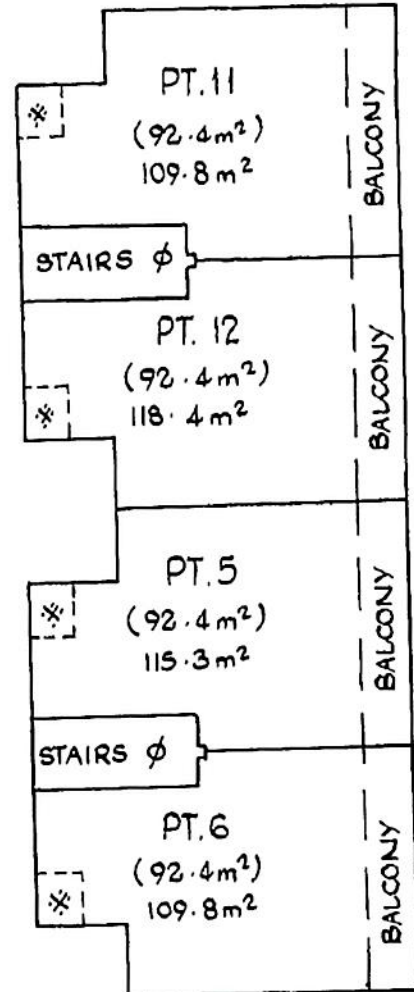 PT.11
(92.4m²)
109.8m²
BALCONY
※
STAIRS ϕ
PT. 12
(92.4m²)
118.4m²
BALCONY
※
PT.5
(92.4m²)
115.3m²
BALCONY
※
STAIRS ϕ
PT.6
(92.4m²)
109.8m²
BALCONY
※